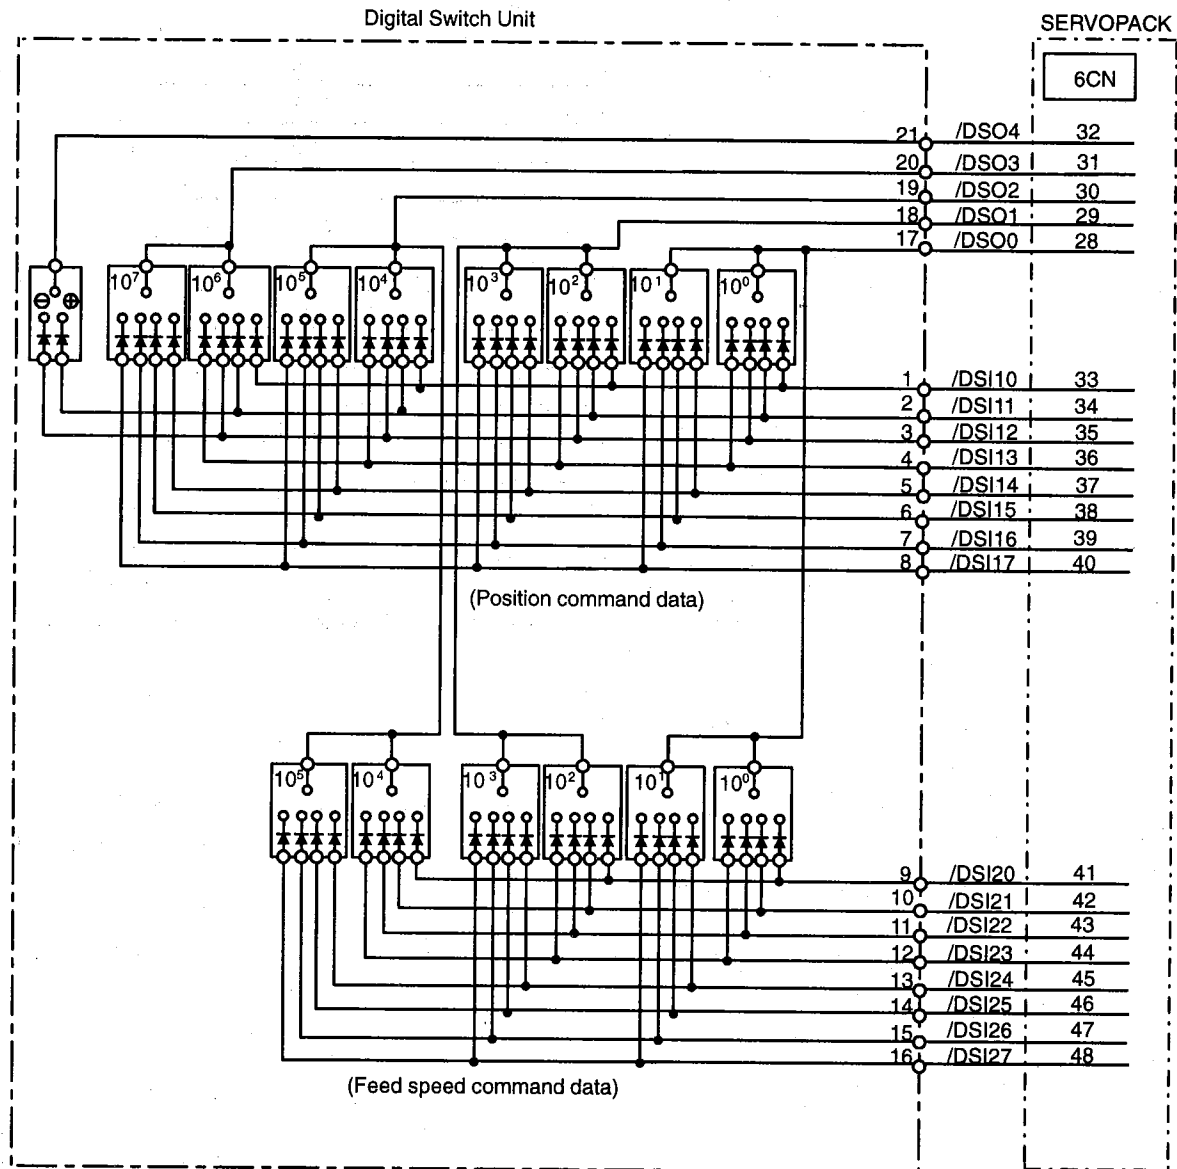 Digital Switch Unit
SERVOPACK
6CN
21 /DSO4 32
20 /DSO3 31
19 /DSO2 30
18 /DSO1 29
17 /DSO0 28
10⁷ 10⁶ 10⁵ 10⁴ 10³ 10² 10¹ 10⁰
⊖ ⊕
1 /DSI10 33
2 /DSI11 34
3 /DSI12 35
4 /DSI13 36
5 /DSI14 37
6 /DSI15 38
7 /DSI16 39
8 /DSI17 40
(Position command data)
10⁵ 10⁴ 10³ 10² 10¹ 10⁰
9 /DSI20 41
10 /DSI21 42
11 /DSI22 43
12 /DSI23 44
13 /DSI24 45
14 /DSI25 46
15 /DSI26 47
16 /DSI27 48
(Feed speed command data)